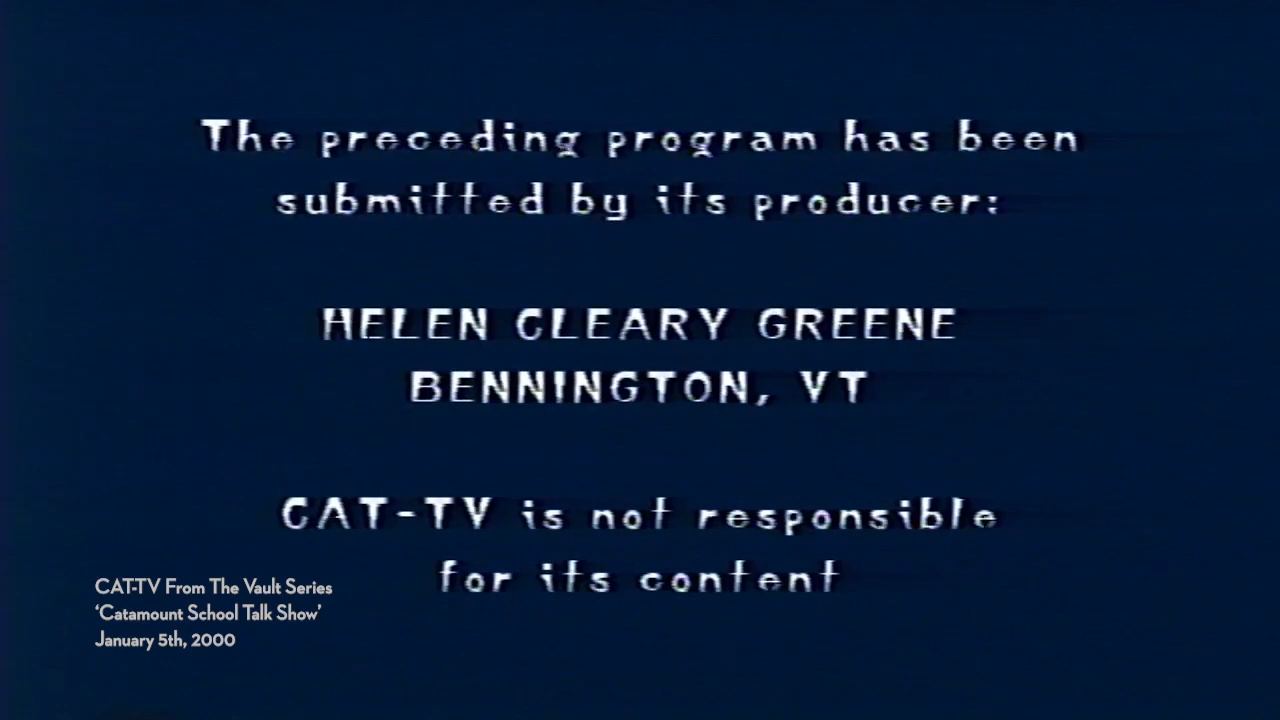 The preceding program has been
submitted by its producer:
HELEN CLEARY GREENE
BENNINGTON, VT
CAT-TV is not responsible
for its content
CAT-TV From The Vault Series
‘Catamount School Talk Show’
January 5th, 2000